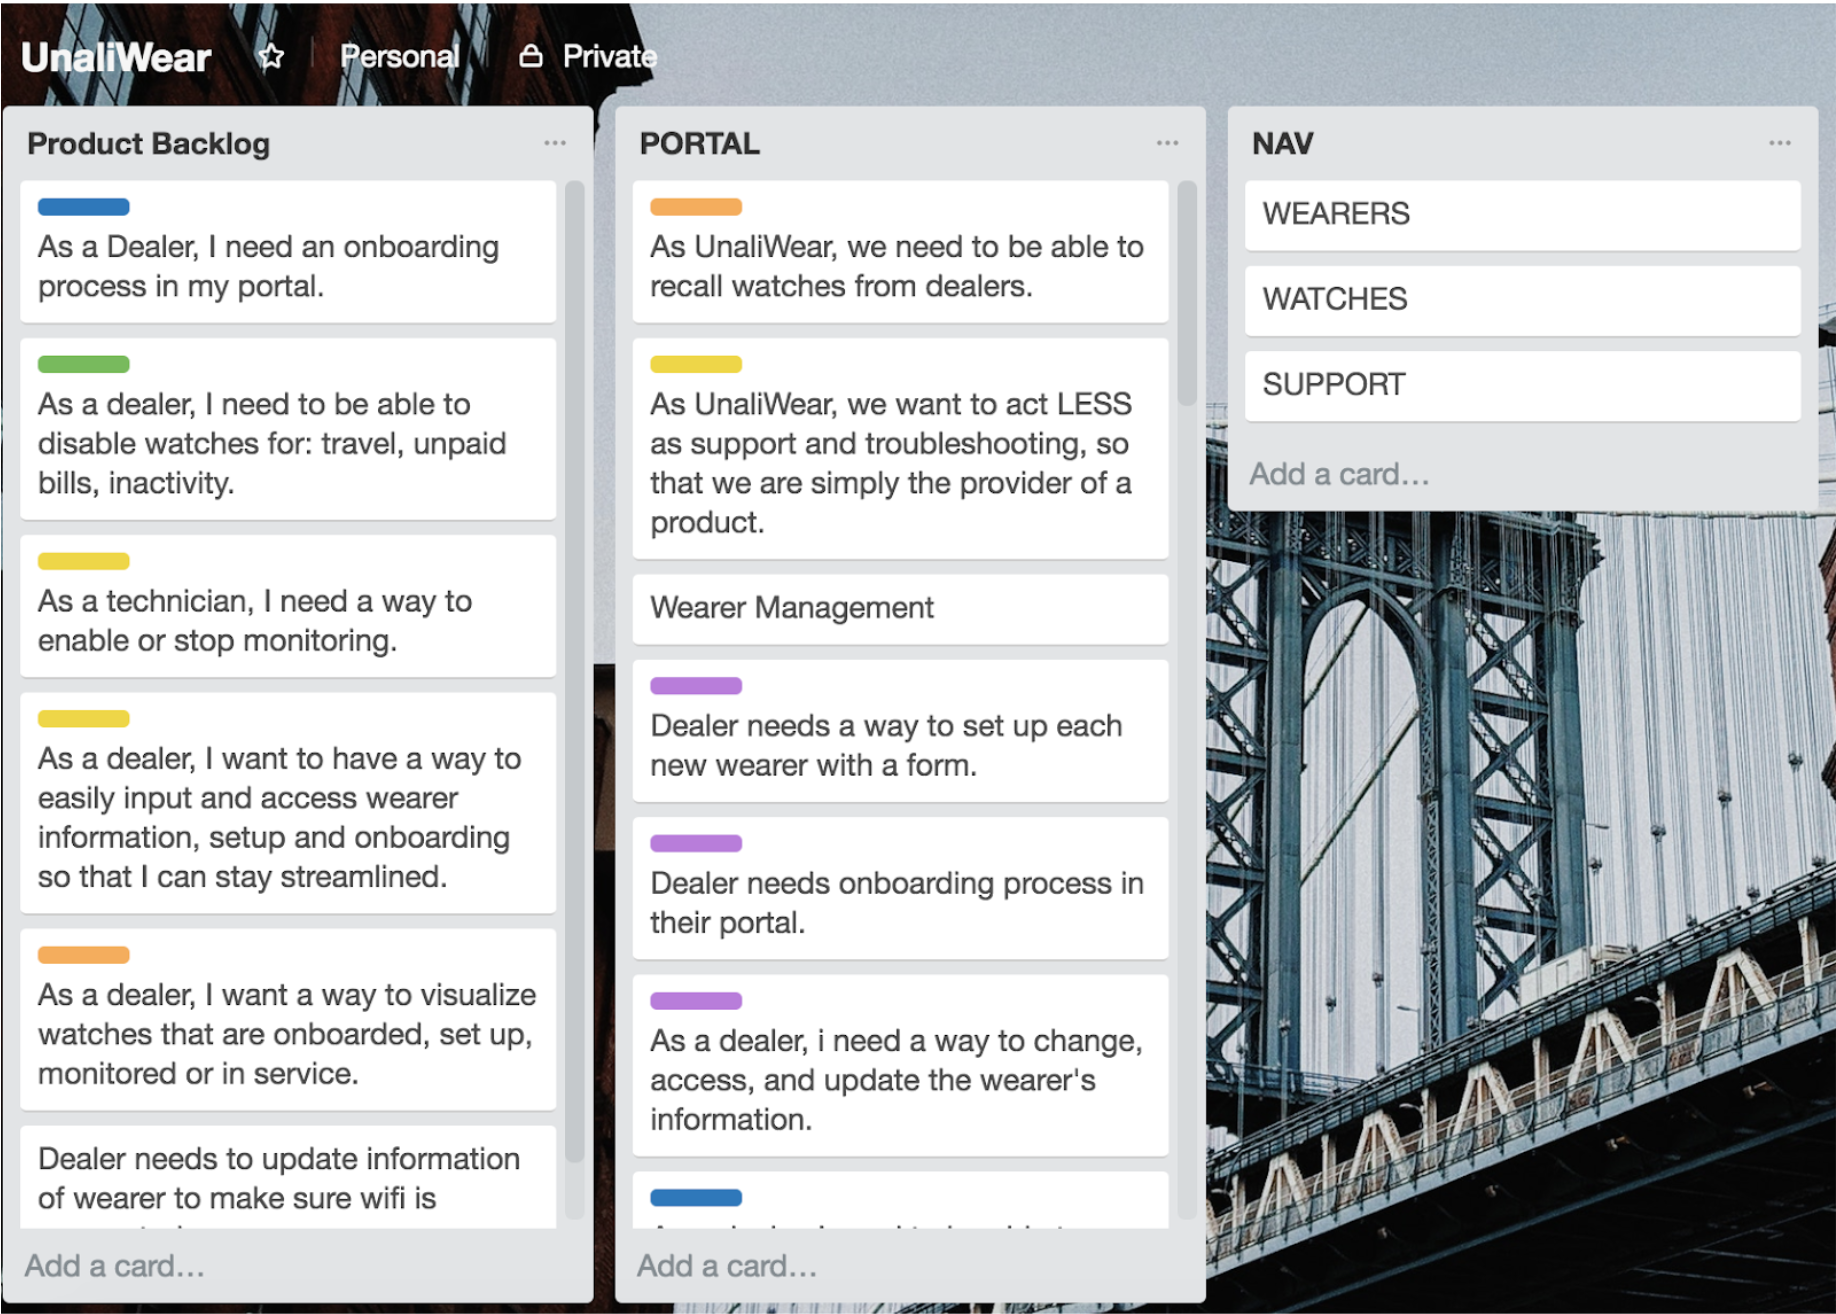 UnaliWear
Personal
Private
Product Backlog
As a Dealer, I need an onboarding
process in my portal.
As a dealer, I need to be able to
disable watches for: travel, unpaid
bills, inactivity.
As a technician, I need a way to
enable or stop monitoring.
As a dealer, I want to have a way to
easily input and access wearer
information, setup and onboarding
so that I can stay streamlined.
As a dealer, I want a way to visualize
watches that are onboarded, set up,
monitored or in service.
Dealer needs to update information
of wearer to make sure wifi is
Add a card...
PORTAL
As UnaliWear, we need to be able to
recall watches from dealers.
As UnaliWear, we want to act LESS
as support and troubleshooting, so
that we are simply the provider of a
product.
Wearer Management
Dealer needs a way to set up each
new wearer with a form.
Dealer needs onboarding process in
their portal.
As a dealer, i need a way to change,
access, and update the wearer's
information.
Add a card...
NAV
WEARERS
WATCHES
SUPPORT
Add a card...